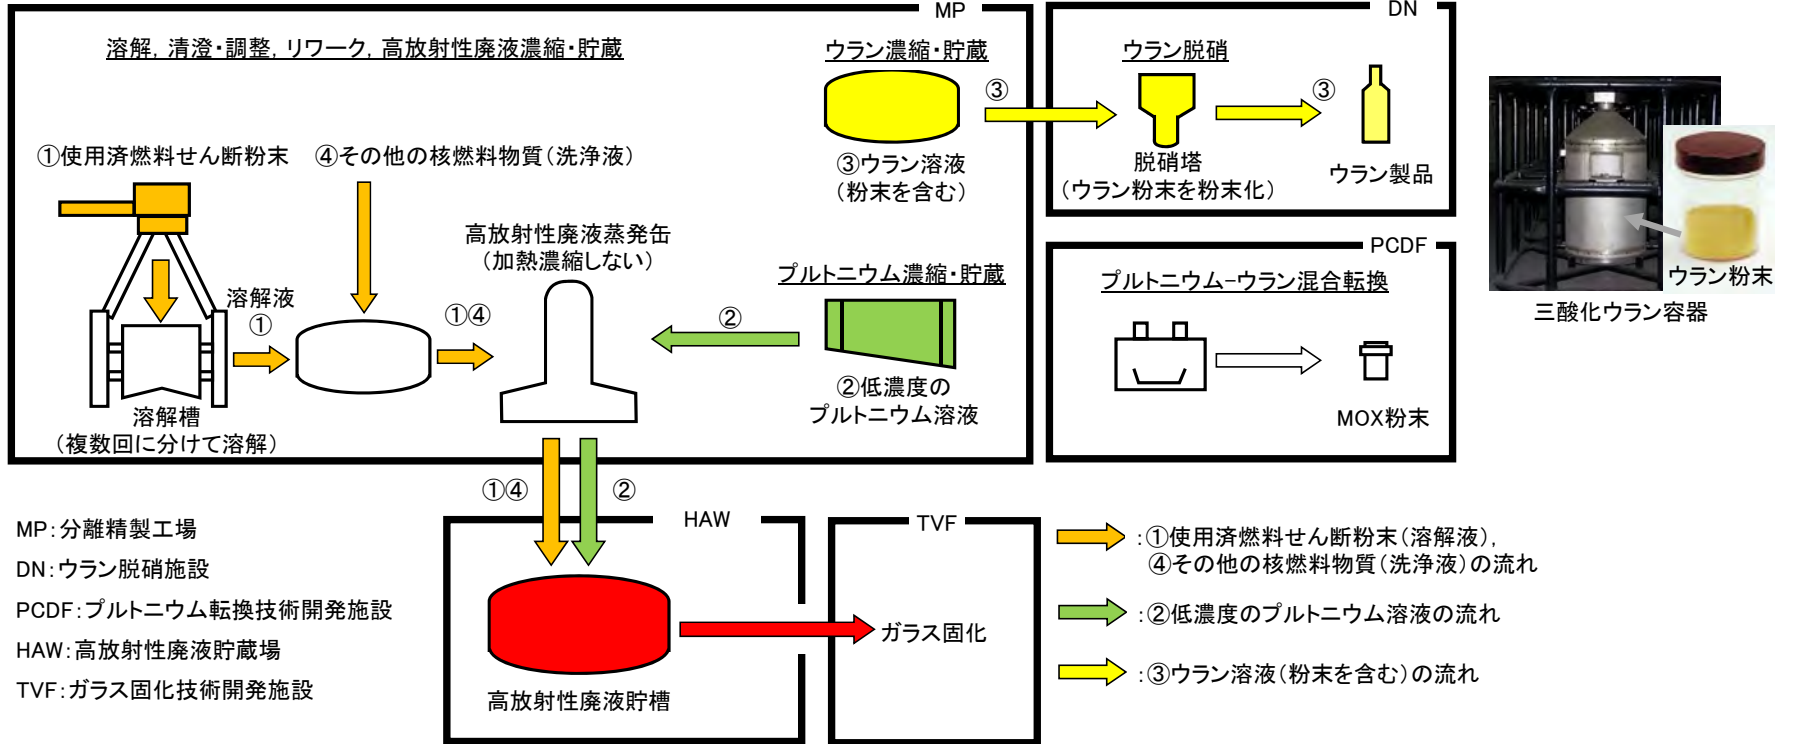 MP
溶解，清澄・調整，リワーク，高放射性廃液濃縮・貯蔵
ウラン濃縮・貯蔵
③
①使用済燃料せん断粉末
④その他の核燃料物質（洗浄液）
③ウラン溶液
（粉末を含む）
高放射性廃液蒸発缶
（加熱濃縮しない）
プルトニウム濃縮・貯蔵
溶解液
①
①④
②
②低濃度の
プルトニウム溶液
溶解槽
（複数回に分けて溶解）
DN
ウラン脱硝
③
脱硝塔
（ウラン粉末を粉末化）
ウラン製品
PCDF
プルトニウム−ウラン混合転換
MOX粉末
ウラン粉末
三酸化ウラン容器
①④
②
MP：分離精製工場
DN：ウラン脱硝施設
PCDF：プルトニウム転換技術開発施設
HAW：高放射性廃液貯蔵場
TVF：ガラス固化技術開発施設
HAW
高放射性廃液貯槽
TVF
ガラス固化
：①使用済燃料せん断粉末（溶解液），
④その他の核燃料物質（洗浄液）の流れ
：②低濃度のプルトニウム溶液の流れ
：③ウラン溶液（粉末を含む）の流れ